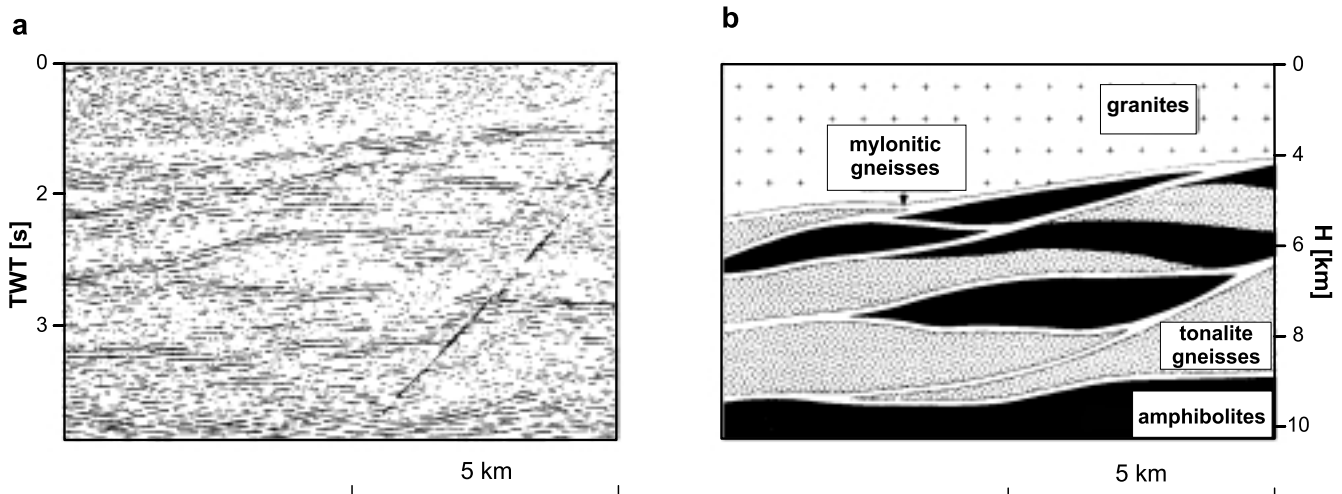 a
0
2
3
TWT [s]
5 km
b
granites
mylonitic
gneisses
tonalite
gneisses
amphibolites
0
4
6
8
10
H [km]
5 km